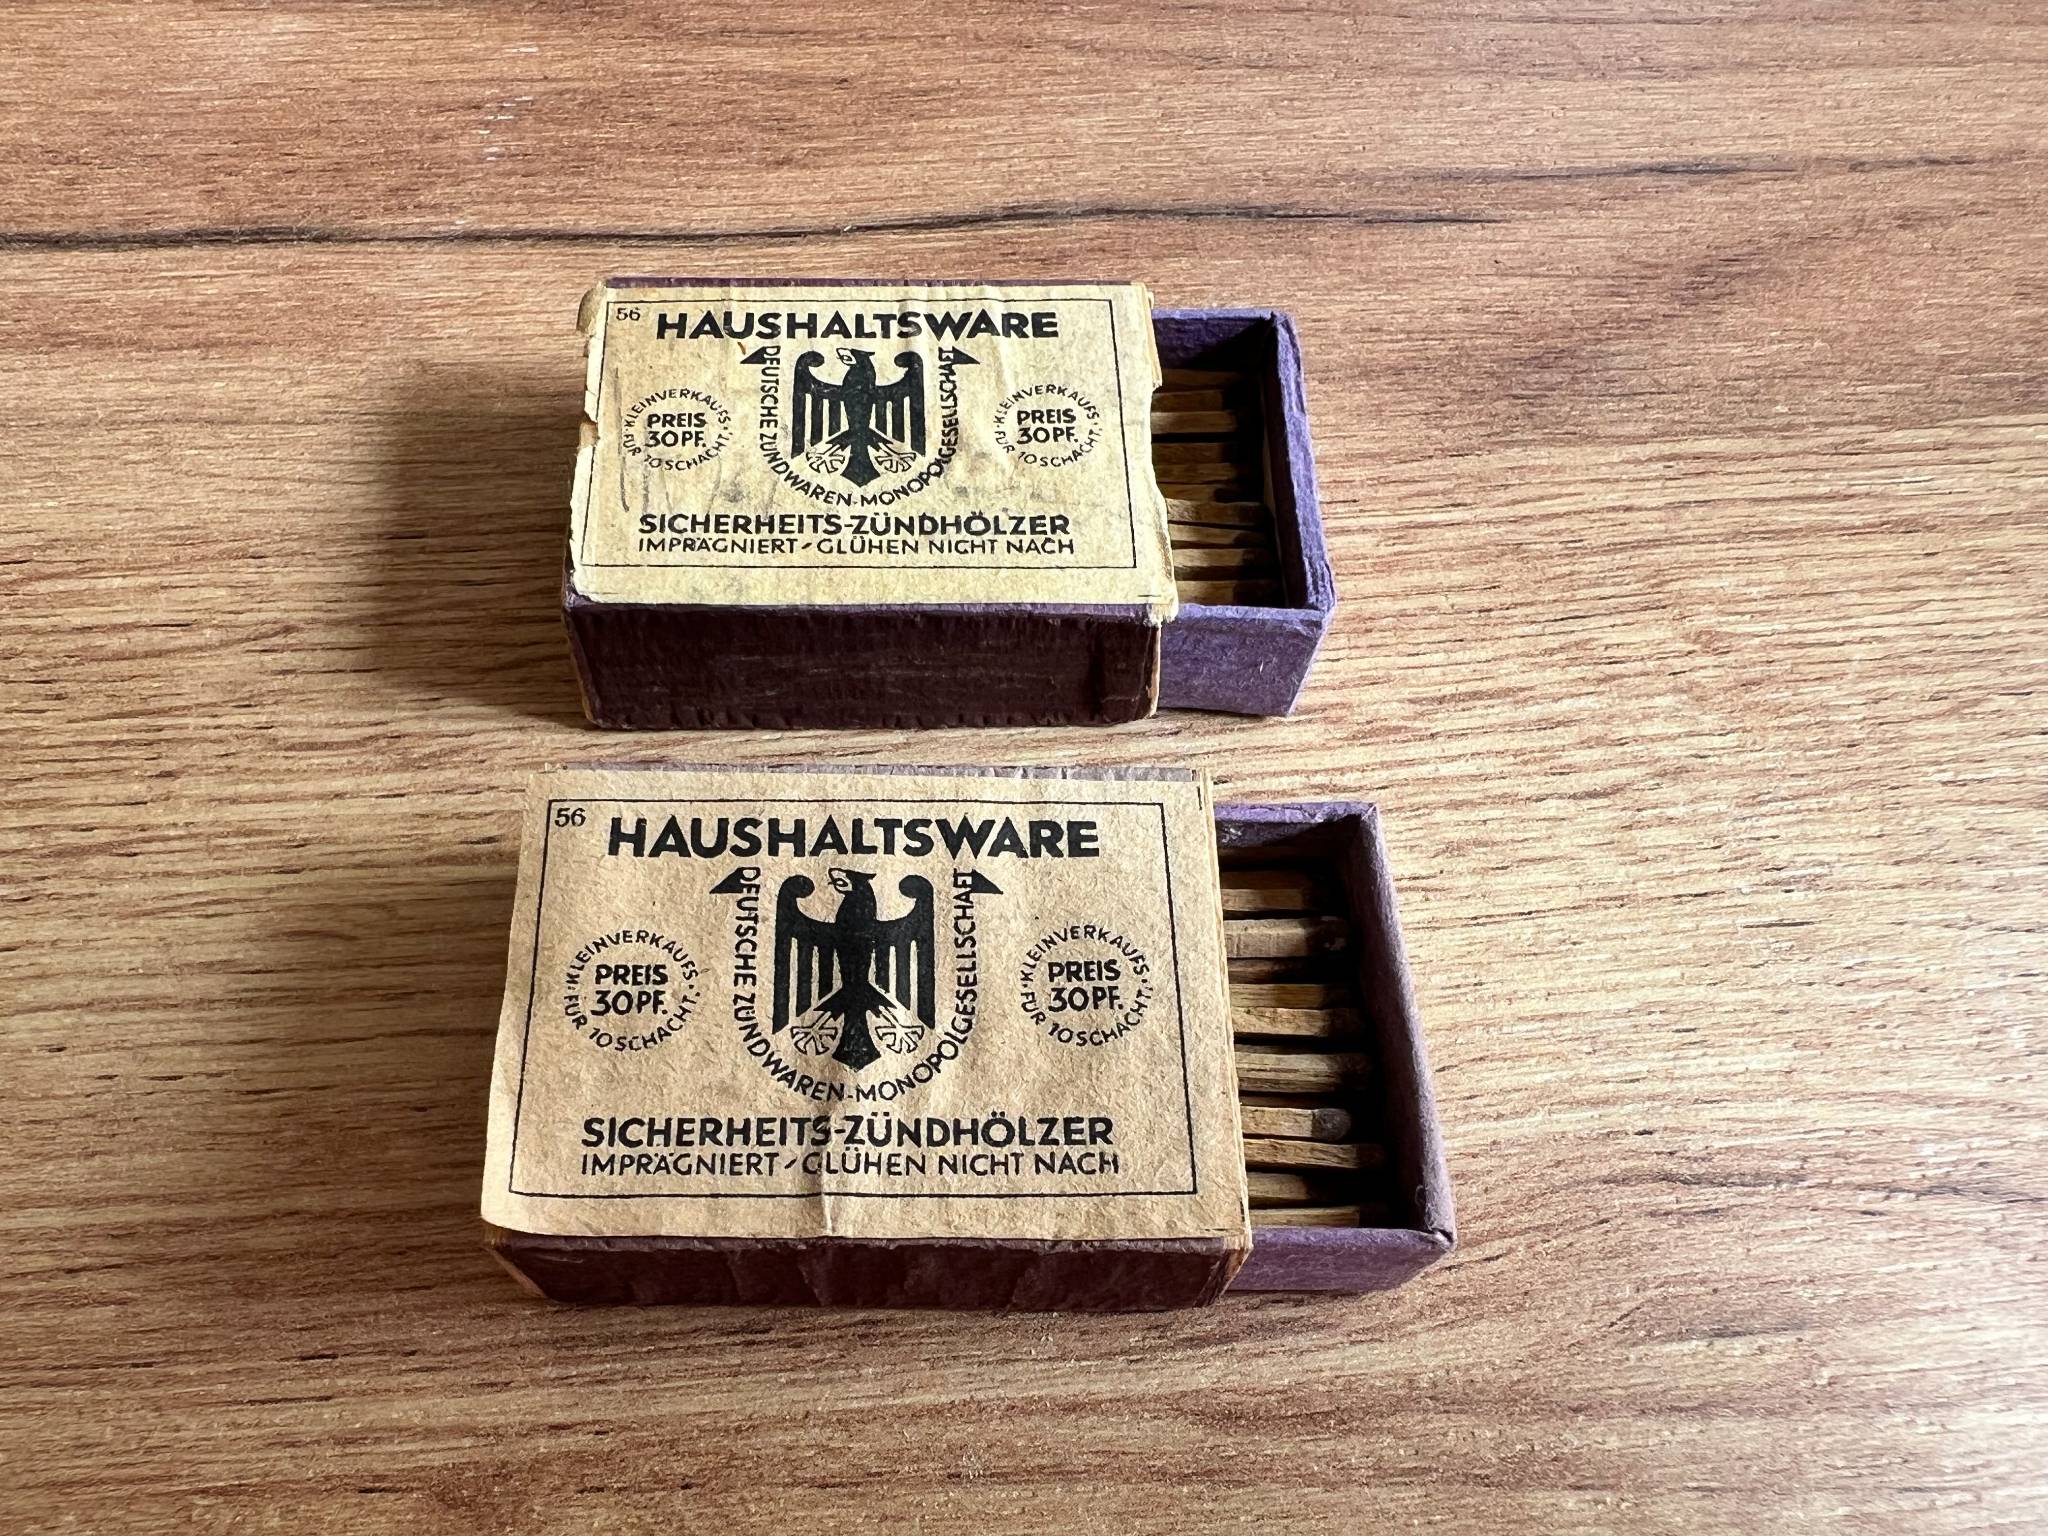 56
HAUSHALTSWARE
DEUTSCHE ZÜNDWAREN-MONOPOLGESELLSCHAFT
KLEINVERKAUFS
PREIS
30PF.
FÜR 10 SCHACHT.
KLEINVERKAUFS
PREIS
30PF.
FÜR 10 SCHACHT.
SICHERHEITS-ZÜNDHÖLZER
IMPRÄGNIERT-GLÜHEN NICHT NACH
56
HAUSHALTSWARE
DEUTSCHE ZÜNDWAREN-MONOPOLGESELLSCHAFT
KLEINVERKAUFS
PREIS
30PF.
FÜR 10 SCHACHT.
KLEINVERKAUFS
PREIS
30PF.
FÜR 10 SCHACHT.
SICHERHEITS-ZÜNDHÖLZER
IMPRÄGNIERT-GLÜHEN NICHT NACH